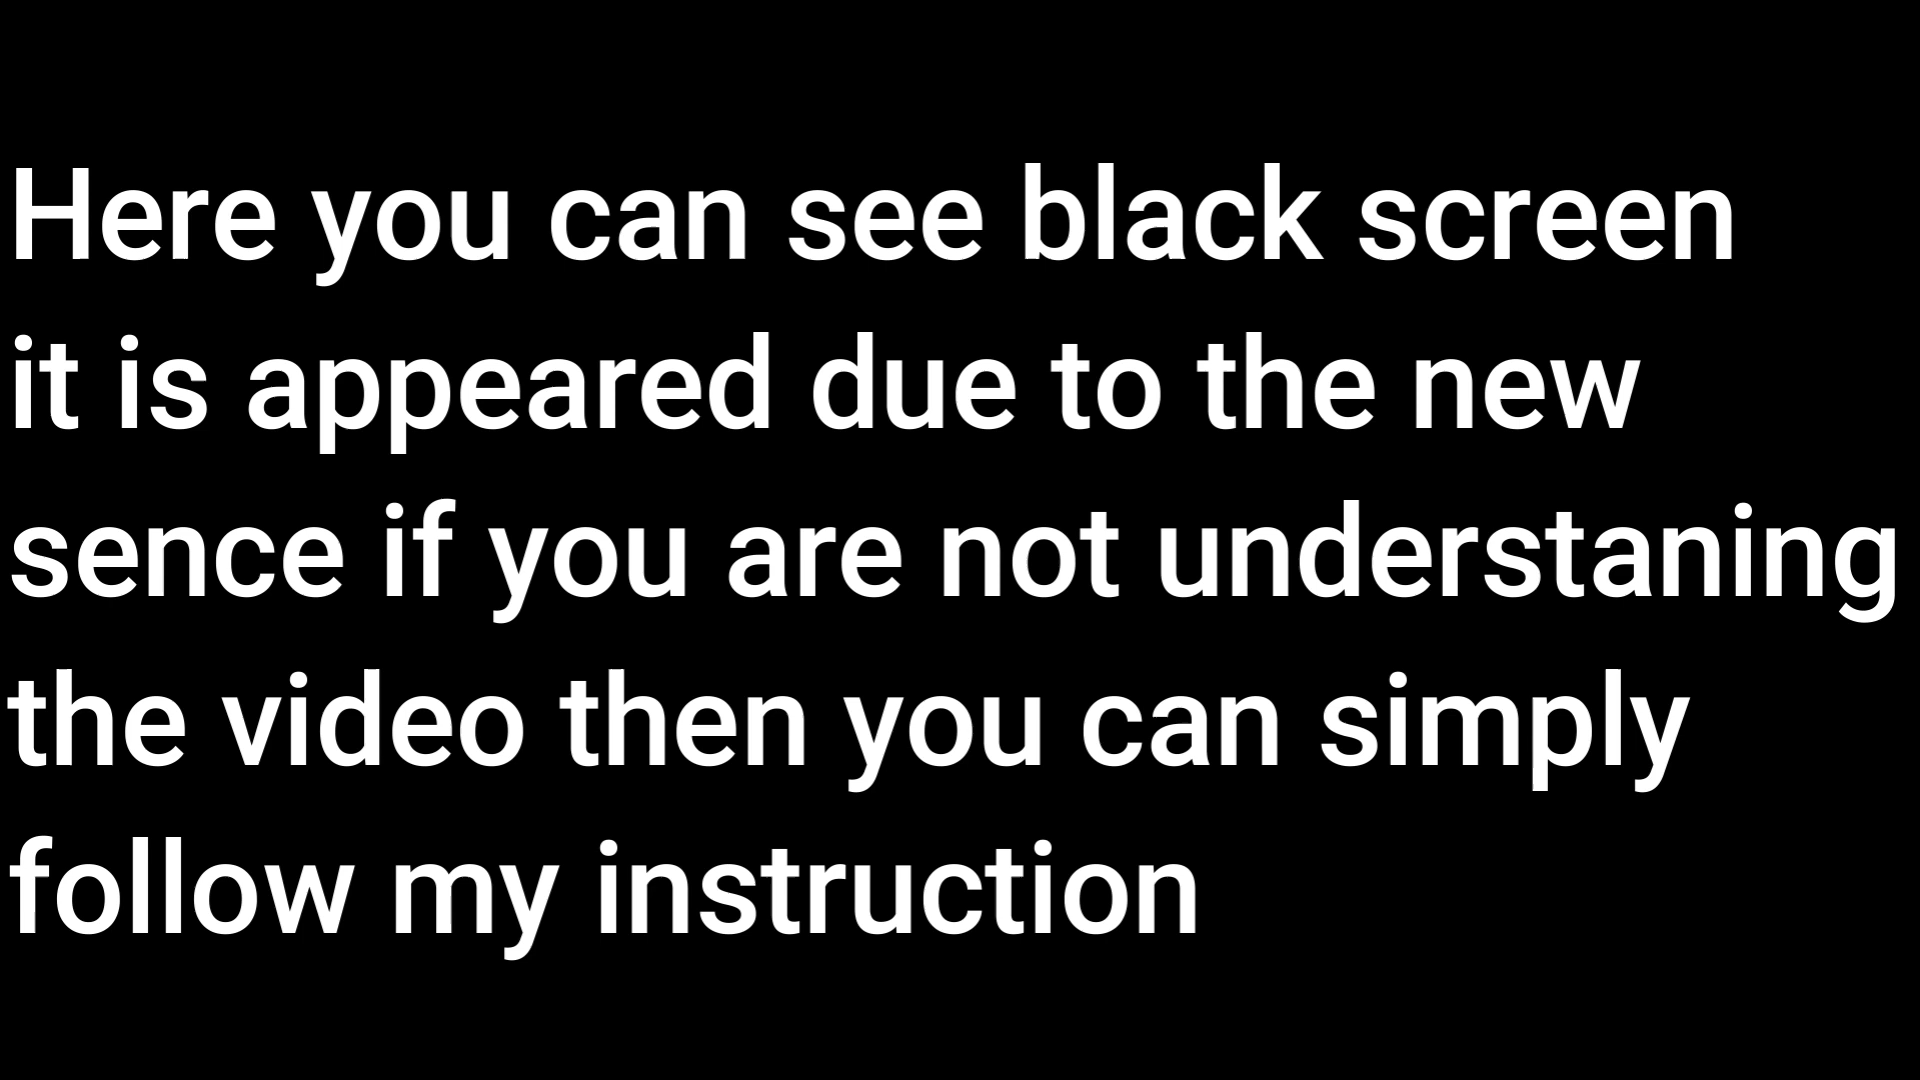 Here you can see black screen
it is appeared due to the new
sence if you are not understaning
the video then you can simply
follow my instruction